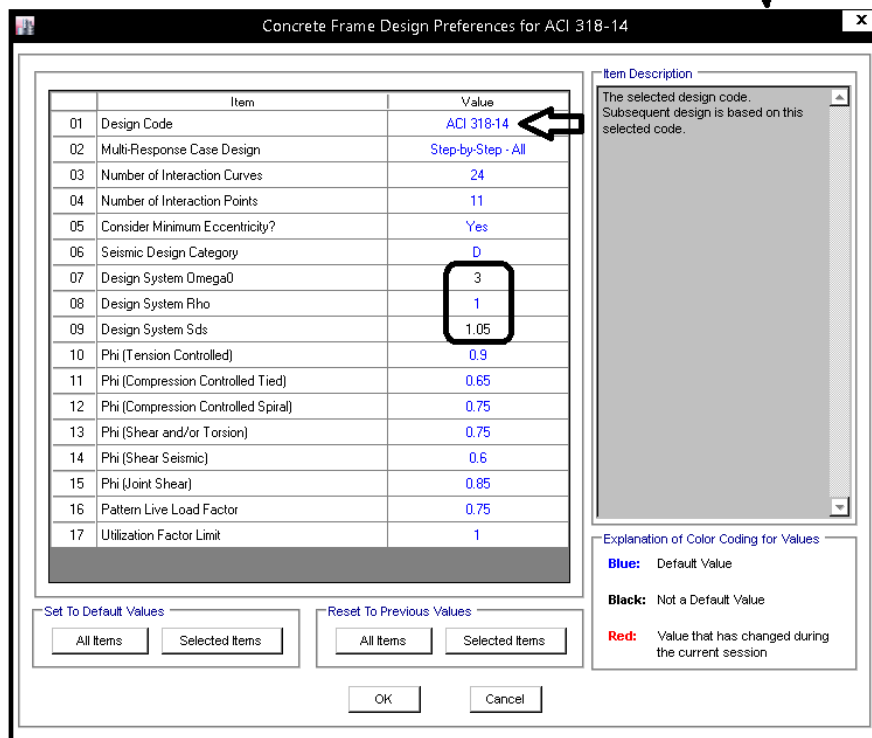 Concrete Frame Design Preferences for ACI 318-14
X
Item Value
01 Design Code ACI 318-14
02 Multi-Response Case Design Step-by-Step - All
03 Number of Interaction Curves 24
04 Number of Interaction Points 11
05 Consider Minimum Eccentricity? Yes
06 Seismic Design Category D
07 Design System Omega0 3
08 Design System Rho 1
09 Design System Sds 1.05
10 Phi (Tension Controlled) 0.9
11 Phi (Compression Controlled Tied) 0.65
12 Phi (Compression Controlled Spiral) 0.75
13 Phi (Shear and/or Torsion) 0.75
14 Phi (Shear Seismic) 0.6
15 Phi (Joint Shear) 0.85
16 Pattern Live Load Factor 0.75
17 Utilization Factor Limit 1
Item Description
The selected design code.
Subsequent design is based on this
selected code.
Explanation of Color Coding for Values
Blue: Default Value
Black: Not a Default Value
Red: Value that has changed during
the current session
Set To Default Values
All Items Selected Items
Reset To Previous Values
All Items Selected Items
OK Cancel